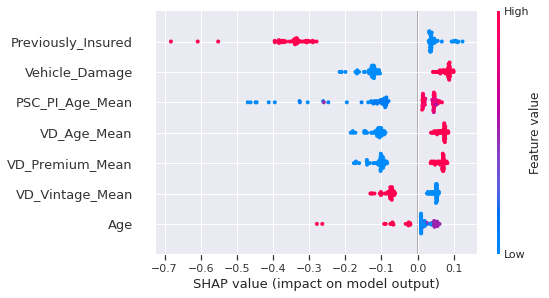 High
Previously_Insured
Vehicle_Damage
PSC_PI_Age_Mean
VD_Age_Mean
VD_Premium_Mean
VD_Vintage_Mean
Age
Feature value
Low
−0.7 −0.6 −0.5 −0.4 −0.3 −0.2 −0.1 0.0 0.1
SHAP value (impact on model output)